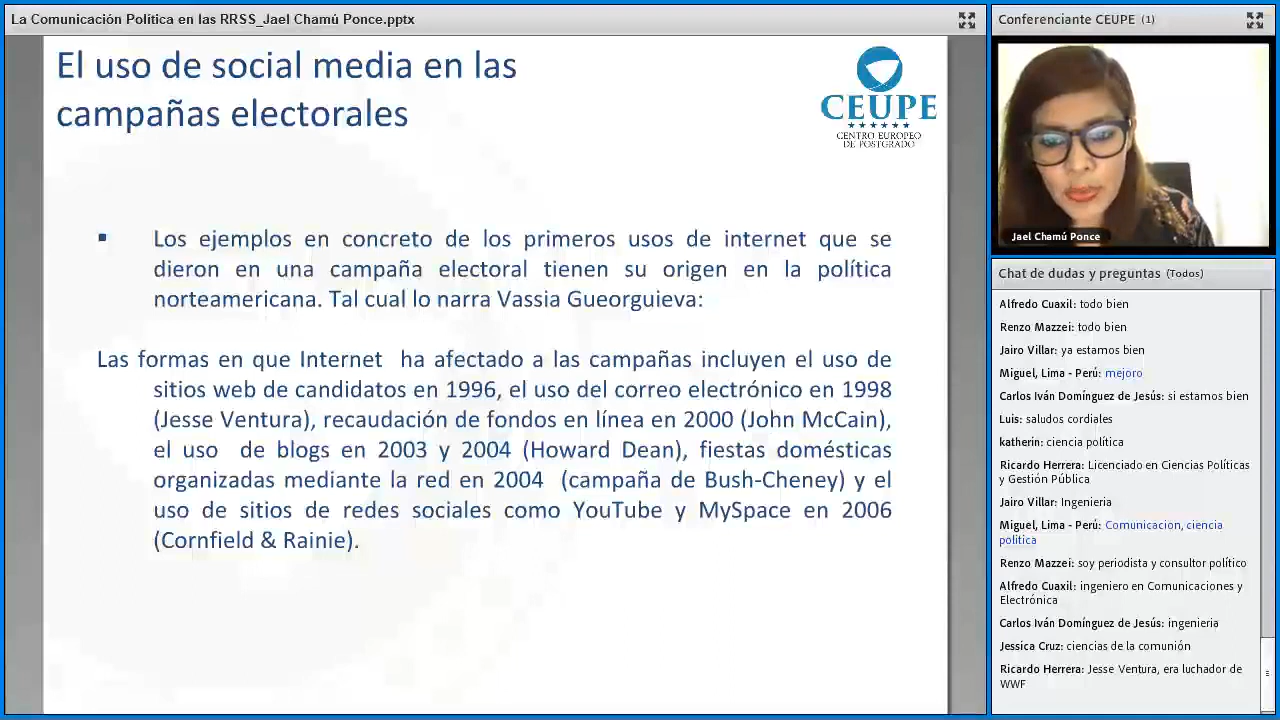 La Comunicación Politica en las RRSS_Jael Chamú Ponce.pptx
El uso de social media en las
campañas electorales
CEUPE
CENTRO EUROPEO
DE POSTGRADO
Los ejemplos en concreto de los primeros usos de internet que se
dieron en una campaña electoral tienen su origen en la política
norteamericana. Tal cual lo narra Vassia Gueorguieva:
Las formas en que Internet ha afectado a las campañas incluyen el uso de
sitios web de candidatos en 1996, el uso del correo electrónico en 1998
(Jesse Ventura), recaudación de fondos en línea en 2000 (John McCain),
el uso de blogs en 2003 y 2004 (Howard Dean), fiestas domésticas
organizadas mediante la red en 2004 (campaña de Bush-Cheney) y el
uso de sitios de redes sociales como YouTube y MySpace en 2006
(Cornfield & Rainie).
Conferenciante CEUPE (1)
Jael Chamú Ponce
Chat de dudas y preguntas (Todos)
Alfredo Cuaxil: todo bien
Renzo Mazzei: todo bien
Jairo Villar: ya estamos bien
Miguel, Lima - Perú: mejoro
Carlos Iván Domínguez de Jesús: si estamos bien
Luis: saludos cordiales
katherin: ciencia política
Ricardo Herrera: Licenciado en Ciencias Políticas
y Gestión Pública
Jairo Villar: Ingenieria
Miguel, Lima - Perú: Comunicacion, ciencia
politica
Renzo Mazzei: soy periodista y consultor político
Alfredo Cuaxil: ingeniero en Comunicaciones y
Electrónica
Carlos Iván Domínguez de Jesús: ingenieria
Jessica Cruz: ciencias de la comunión
Ricardo Herrera: Jesse Ventura, era luchador de
WWF